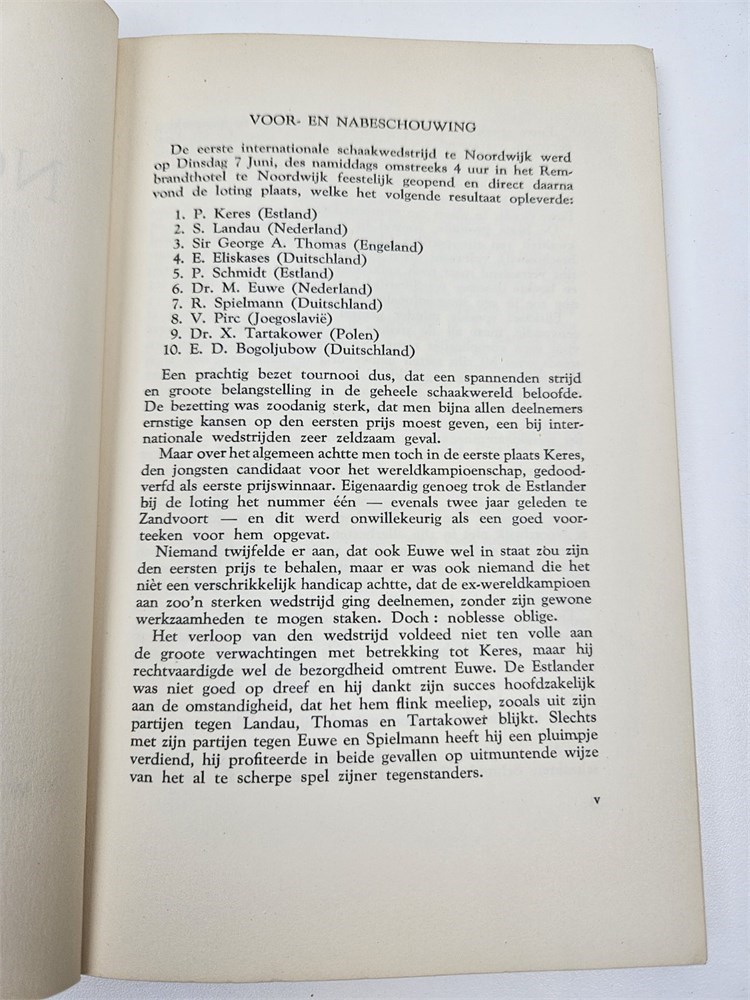 VOOR- EN NABESCHOUWING
De eerste internationale schaakwedstrijd te Noordwijk werd
op Dinsdag 7 Juni, des namiddags omstreeks 4 uur in het Rem-
brandthotel te Noordwijk feestelijk geopend en direct daarna
vond de loting plaats, welke het volgende resultaat opleverde:
1. P. Keres (Estland)
2. S. Landau (Nederland)
3. Sir George A. Thomas (Engeland)
4. E. Eliskases (Duitschland)
5. P. Schmidt (Estland)
6. Dr. M. Euwe (Nederland)
7. R. Spielmann (Duitschland)
8. V. Pirc (Joegoslavië)
9. Dr. X. Tartakower (Polen)
10. E. D. Bogoljubow (Duitschland)
Een prachtig bezet tournooi dus, dat een spannenden strijd
en groote belangstelling in de geheele schaakwereld beloofde.
De bezetting was zoodanig sterk, dat men bijna allen deelnemers
ernstige kansen op den eersten prijs moest geven, een bij inter-
nationale wedstrijden zeer zeldzaam geval.
Maar over het algemeen achtte men toch in de eerste plaats Keres,
den jongsten candidaat voor het wereldkampioenschap, gedood-
verfd als eerste prijswinnaar. Eigenaardig genoeg trok de Estlander
bij de loting het nummer één — evenals twee jaar geleden te
Zandvoort — en dit werd onwillekeurig als een goed voor-
teeken voor hem opgevat.
Niemand twijfelde er aan, dat ook Euwe wel in staat zòu zijn
den eersten prijs te behalen, maar er was ook niemand die het
nièt een verschrikkelijk handicap achtte, dat de ex-wereldkampioen
aan zoo'n sterken wedstrijd ging deelnemen, zonder zijn gewone
werkzaamheden te mogen staken. Doch : noblesse oblige.
Het verloop van den wedstrijd voldeed niet ten volle aan
de groote verwachtingen met betrekking tot Keres, maar hij
rechtvaardigde wel de bezorgdheid omtrent Euwe. De Estlander
was niet goed op dreef en hij dankt zijn succes hoofdzakelijk
aan de omstandigheid, dat het hem flink meeliep, zooals uit zijn
partijen tegen Landau, Thomas en Tartakower blijkt. Slechts
met zijn partijen tegen Euwe en Spielmann heeft hij een pluimpje
verdiend, hij profiteerde in beide gevallen op uitmuntende wijze
van het al te scherpe spel zijner tegenstanders.
v